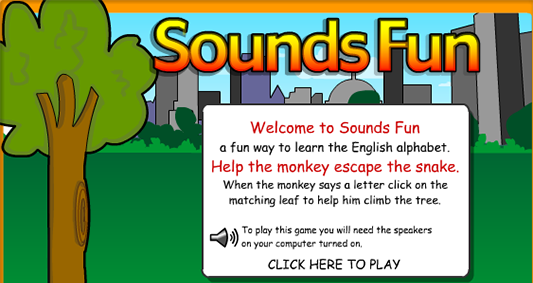 Sounds Fun
Welcome to Sounds Fun
a fun way to learn the English alphabet.
Help the monkey escape the snake.
When the monkey says a letter click on the
matching leaf to help him climb the tree.
To play this game you will need the speakers
on your computer turned on.
CLICK HERE TO PLAY